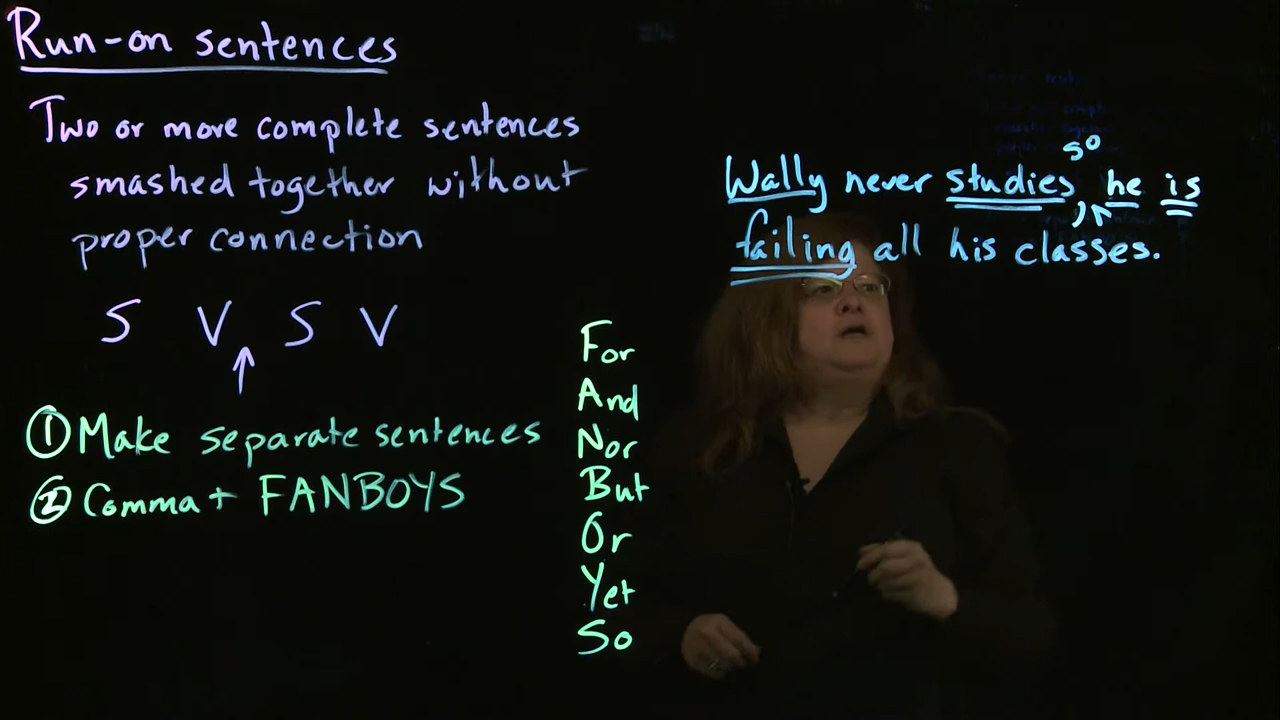 Run-on sentences
Two or more complete sentences
smashed together without
proper connection
S V S V
① Make separate sentences
② Comma + FANBOYS
For
And
Nor
But
Or
Yet
So
so
Wally never studies, he is
failing all his classes.